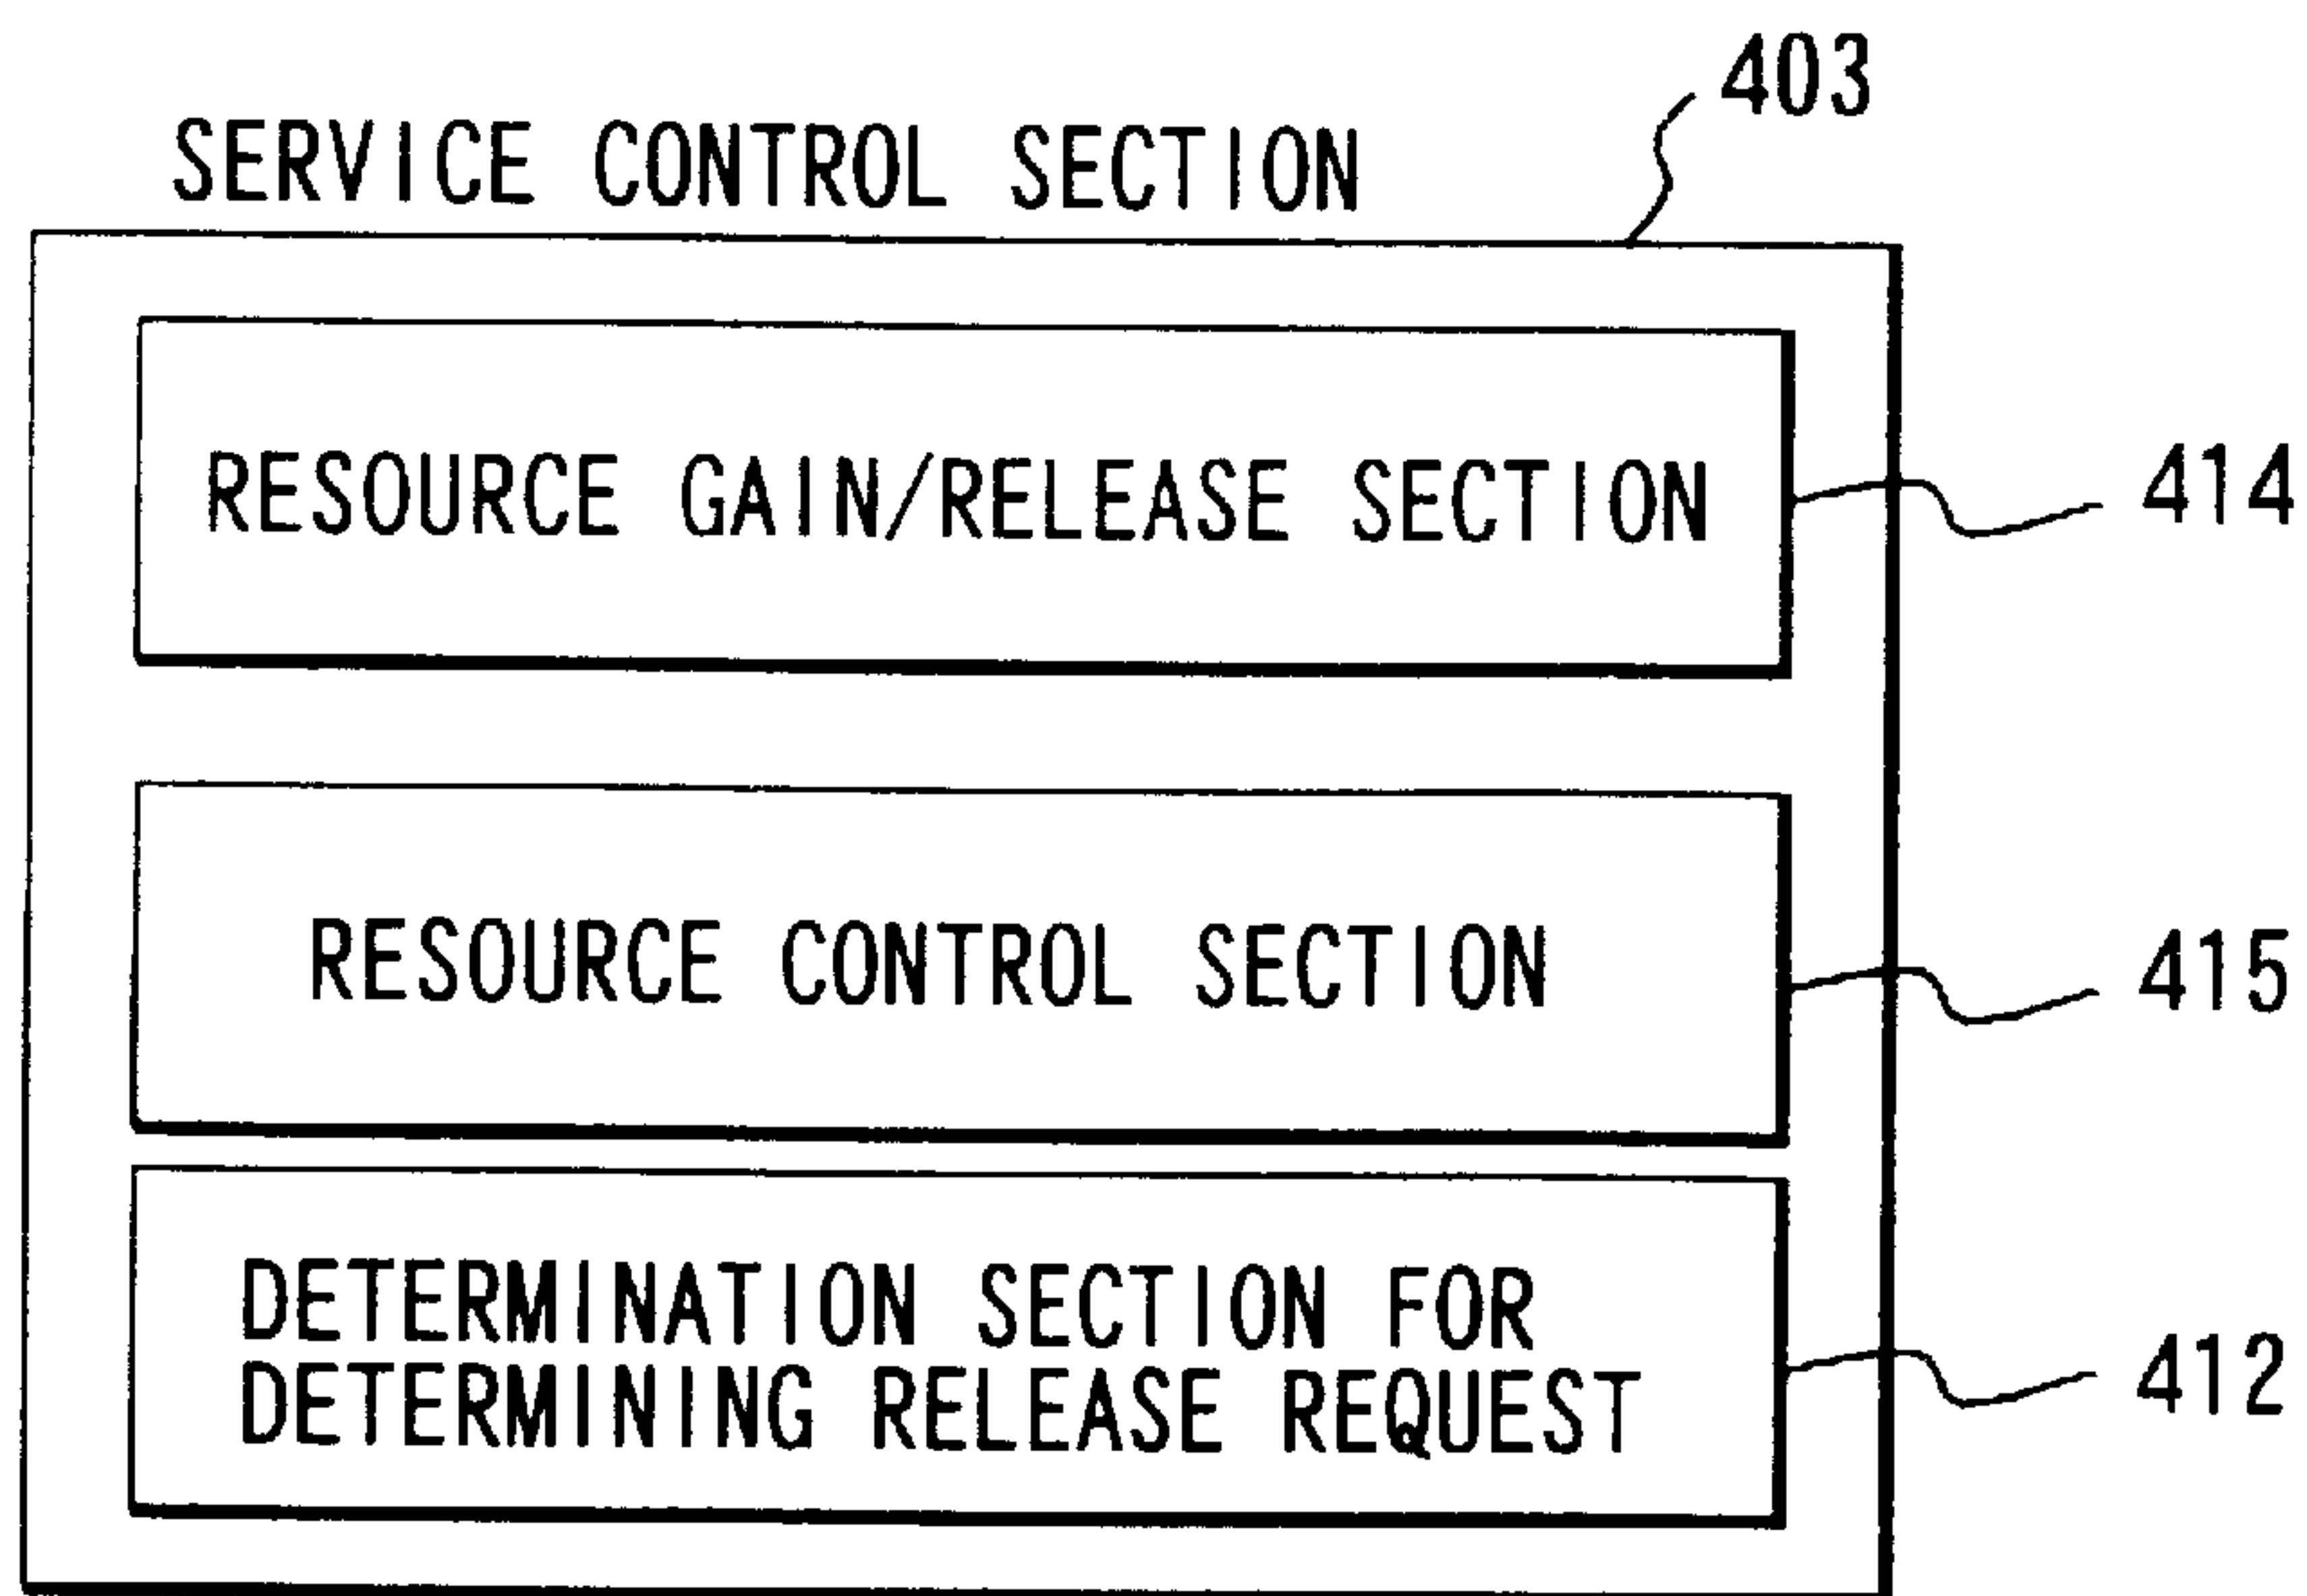 403
SERVICE CONTROL SECTION
RESOURCE GAIN/RELEASE SECTION
414
RESOURCE CONTROL SECTION
415
DETERMINATION SECTION FOR
DETERMINING RELEASE REQUEST
412